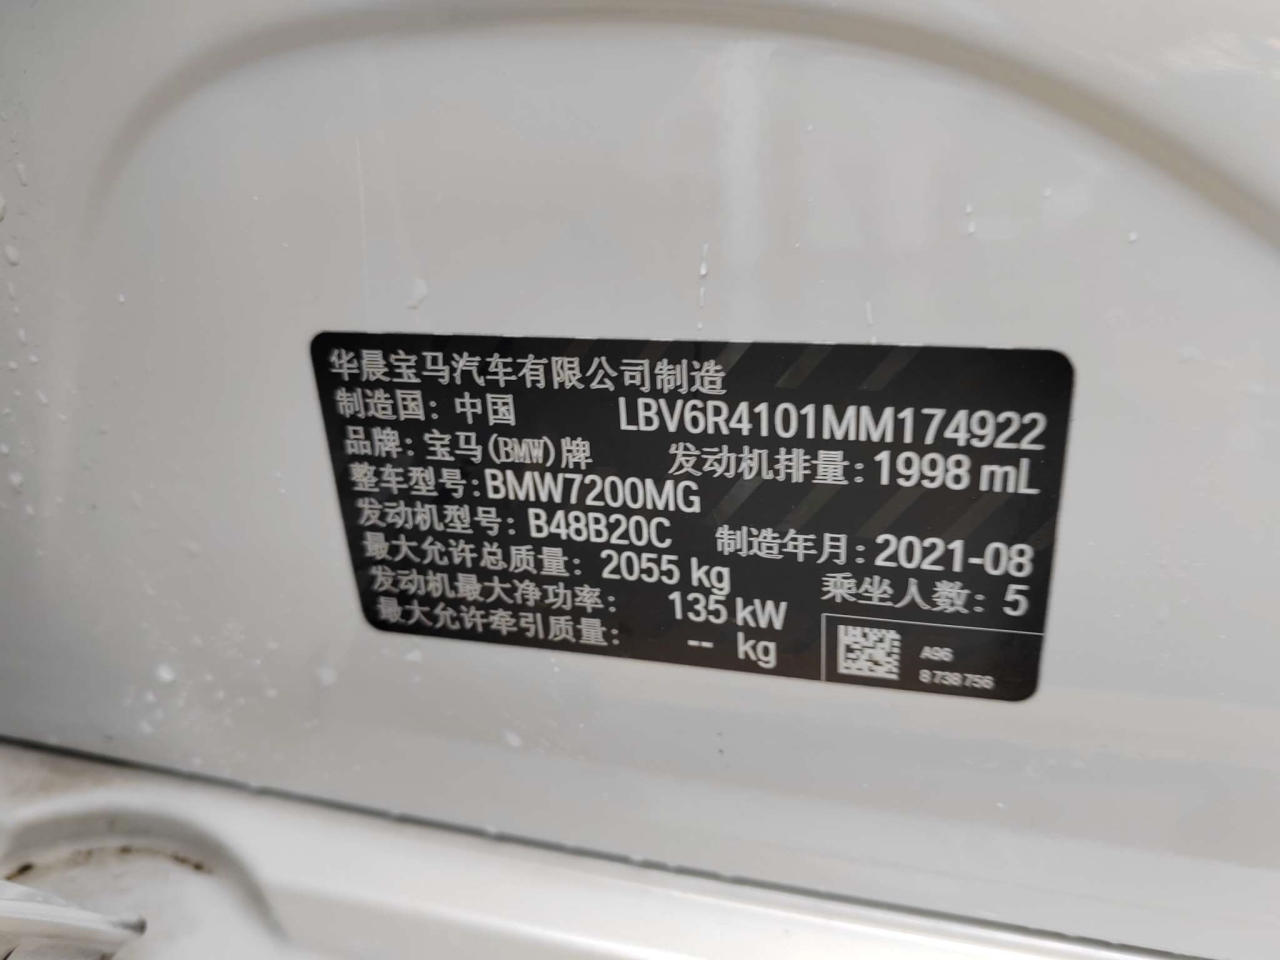 华晨宝马汽车有限公司制造
制造国：中国 LBV6R4101MM174922
品牌：宝马(BMW)牌 发动机排量：1998 mL
整车型号：BMW7200MG
发动机型号：B48B20C 制造年月：2021-08
最大允许总质量：2055 kg 乘坐人数：5
发动机最大净功率：135 kW
最大允许牵引质量：-- kg
A96
8738756